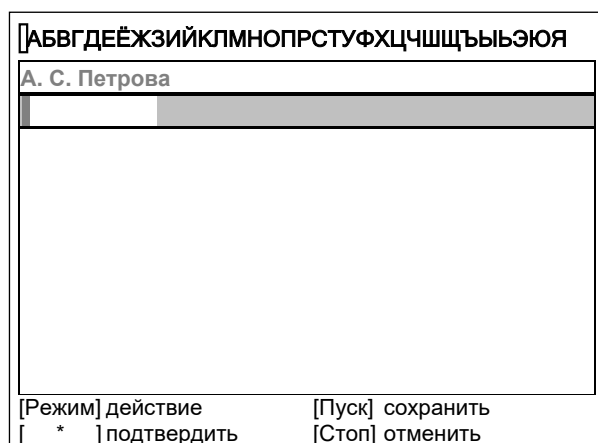 АБВГДЕЁЖЗИЙКЛМНОПРСТУФХЦЧШЩЪЫЬЭЮЯ
А. С. Петрова
[Режим] действие [Пуск] сохранить
[ * ] подтвердить [Стоп] отменить